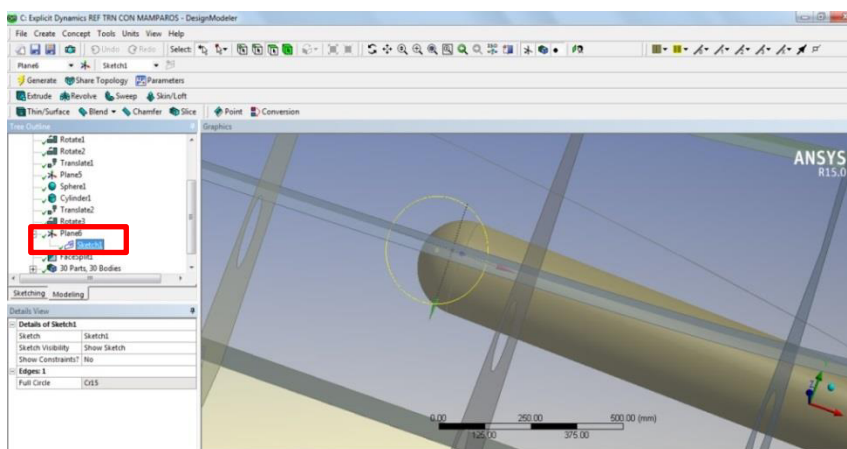 C: Explicit Dynamics REF TRN CON MAMPAROS - DesignModeler
File Create Concept Tools Units View Help
Undo Redo Select:
Plane6 Sketch1
Generate Share Topology Parameters
Extrude Revolve Sweep Skin/Loft
Thin/Surface Blend Chamfer Slice Point Conversion
Tree Outline Graphics
Rotate1
Rotate2
Translate1
Plane5
Sphere1
Cylinder1
Translate2
Rotate3
Plane6
Sketch1
FaceSplit1
30 Parts, 30 Bodies
Sketching Modeling
Details View
Details of Sketch1
Sketch Sketch1
Sketch Visibility Show Sketch
Show Constraints? No
Edges: 1
Full Circle Cr15
ANSYS
R15.0
0.00 250.00 500.00 (mm)
125.00 375.00
Z